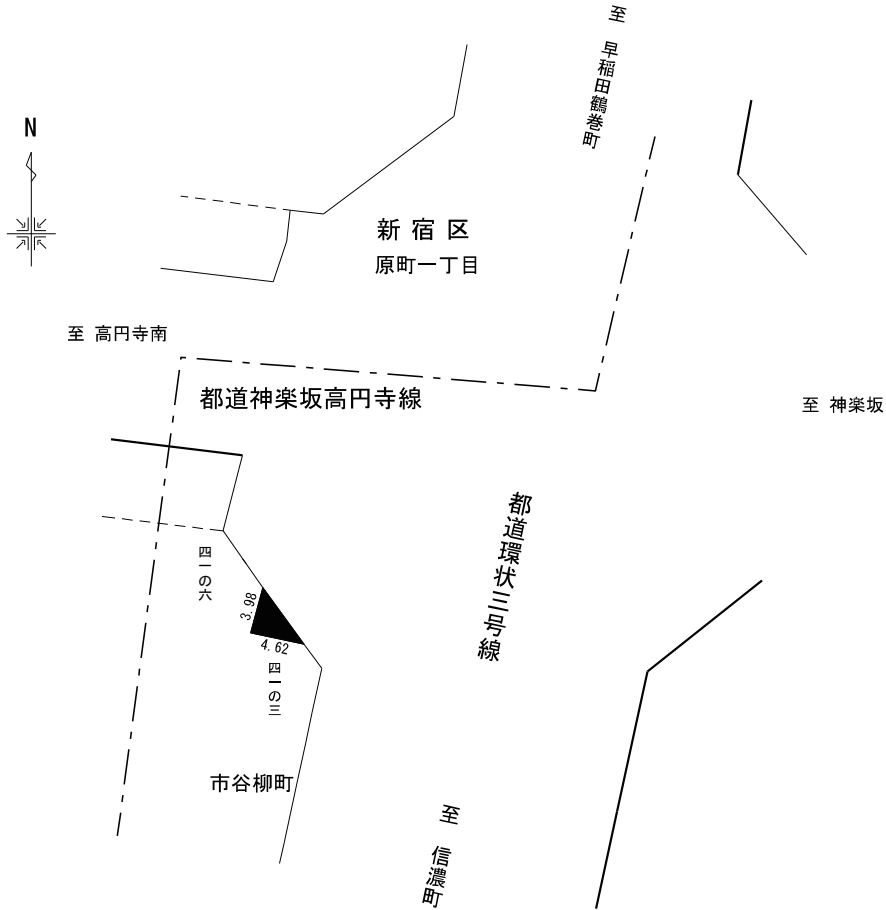 至 早稲田鶴巻町
N
新宿区
原町一丁目
至 高円寺南
都道神楽坂高円寺線
至 神楽坂
都道環状三号線
四一の六
3.98
4.62
四一の三
市谷柳町
至 信濃町